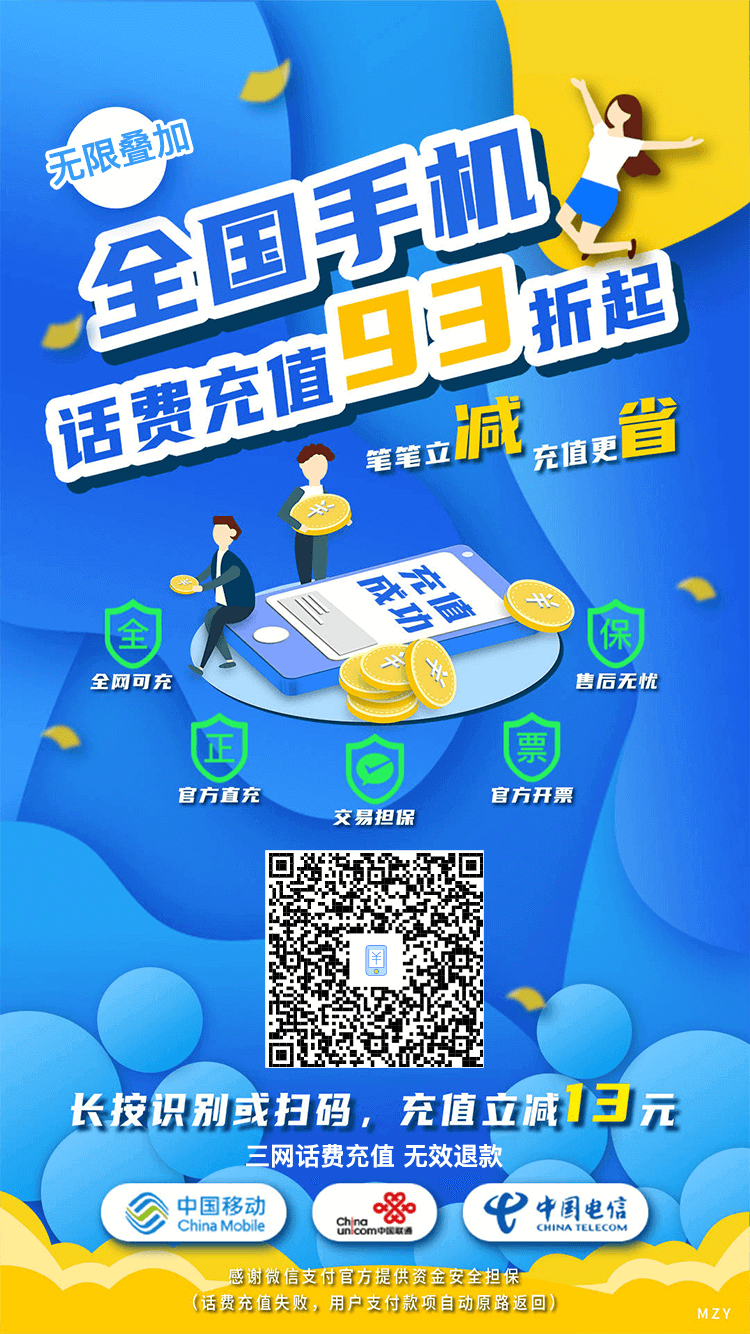 无限叠加
全国手机
话费充值93折起
笔笔立减 充值更省
充值
成功
全
全网可充
保
售后无忧
正
官方直充
交易担保
票
官方开票
长按识别或扫码，充值立减13元
三网话费充值 无效退款
中国移动
China Mobile
China
unicom中国联通
中国电信
CHINA TELECOM
感谢微信支付官方提供资金安全担保
（话费充值失败，用户支付款项自动原路返回）
MZY